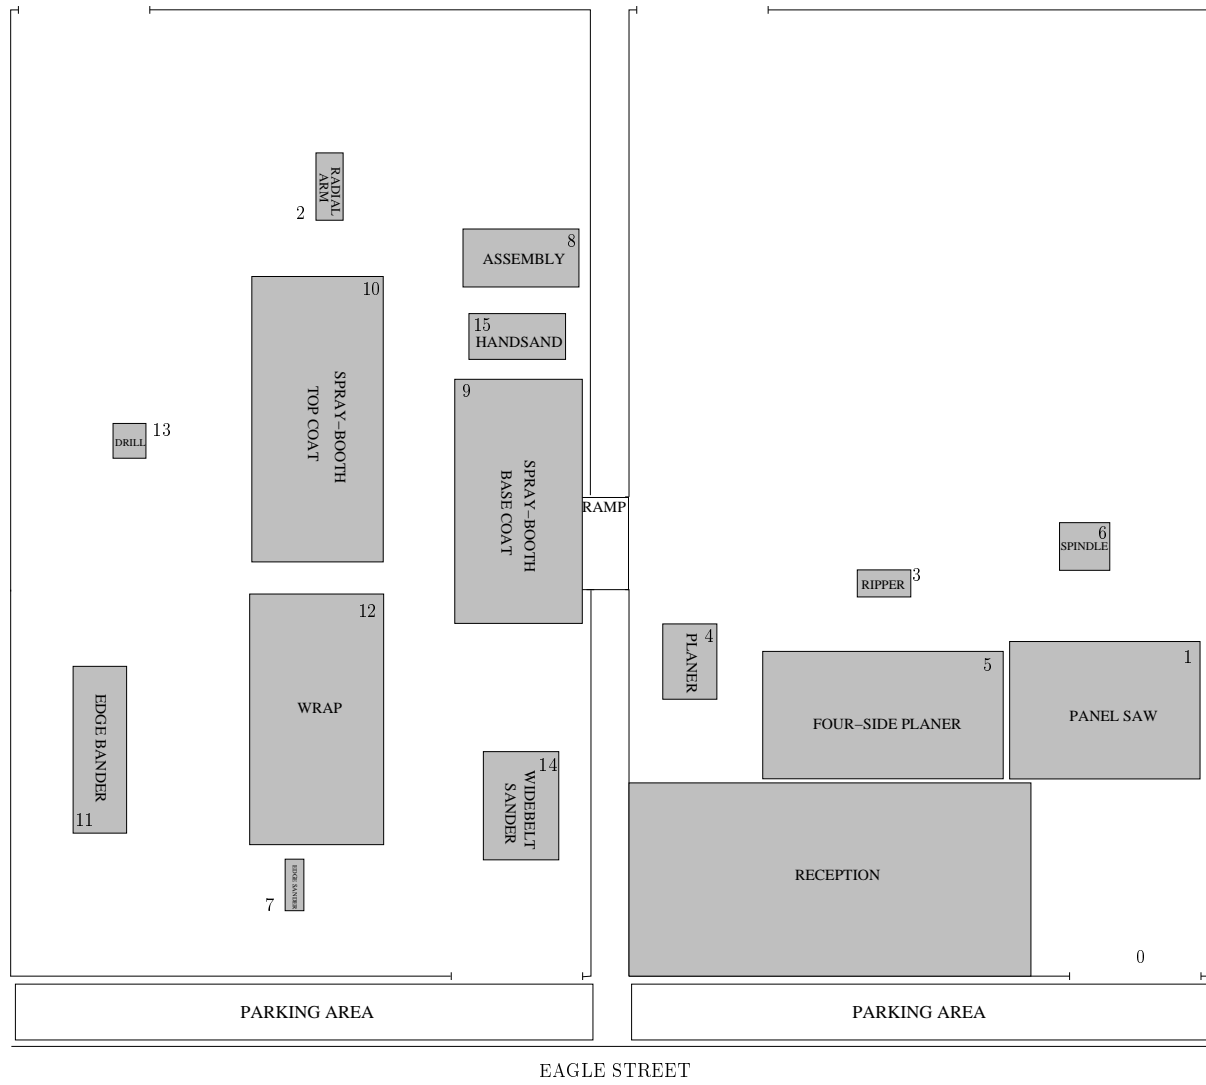 RADIAL
ARM
2
8
ASSEMBLY
10
SPRAY-BOOTH
TOP COAT
15
HANDSAND
9
SPRAY-BOOTH
BASE COAT
DRILL
13
RAMP
6
SPINDLE
RIPPER
3
12
WRAP
4
PLANER
5
FOUR-SIDE PLANER
1
PANEL SAW
EDGE BANDER
11
14
WIDEBELT
SANDER
EDGE SANDER
7
RECEPTION
0
PARKING AREA
PARKING AREA
EAGLE STREET